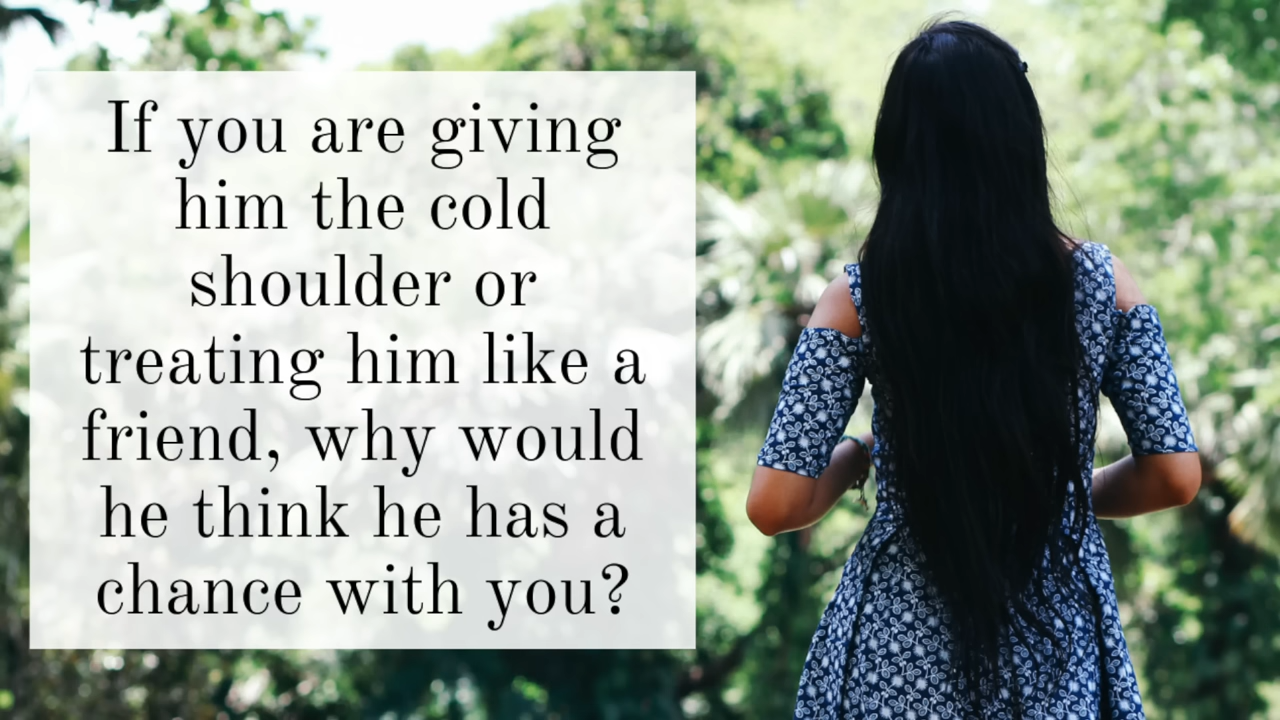 If you are giving
him the cold
shoulder or
treating him like a
friend, why would
he think he has a
chance with you?